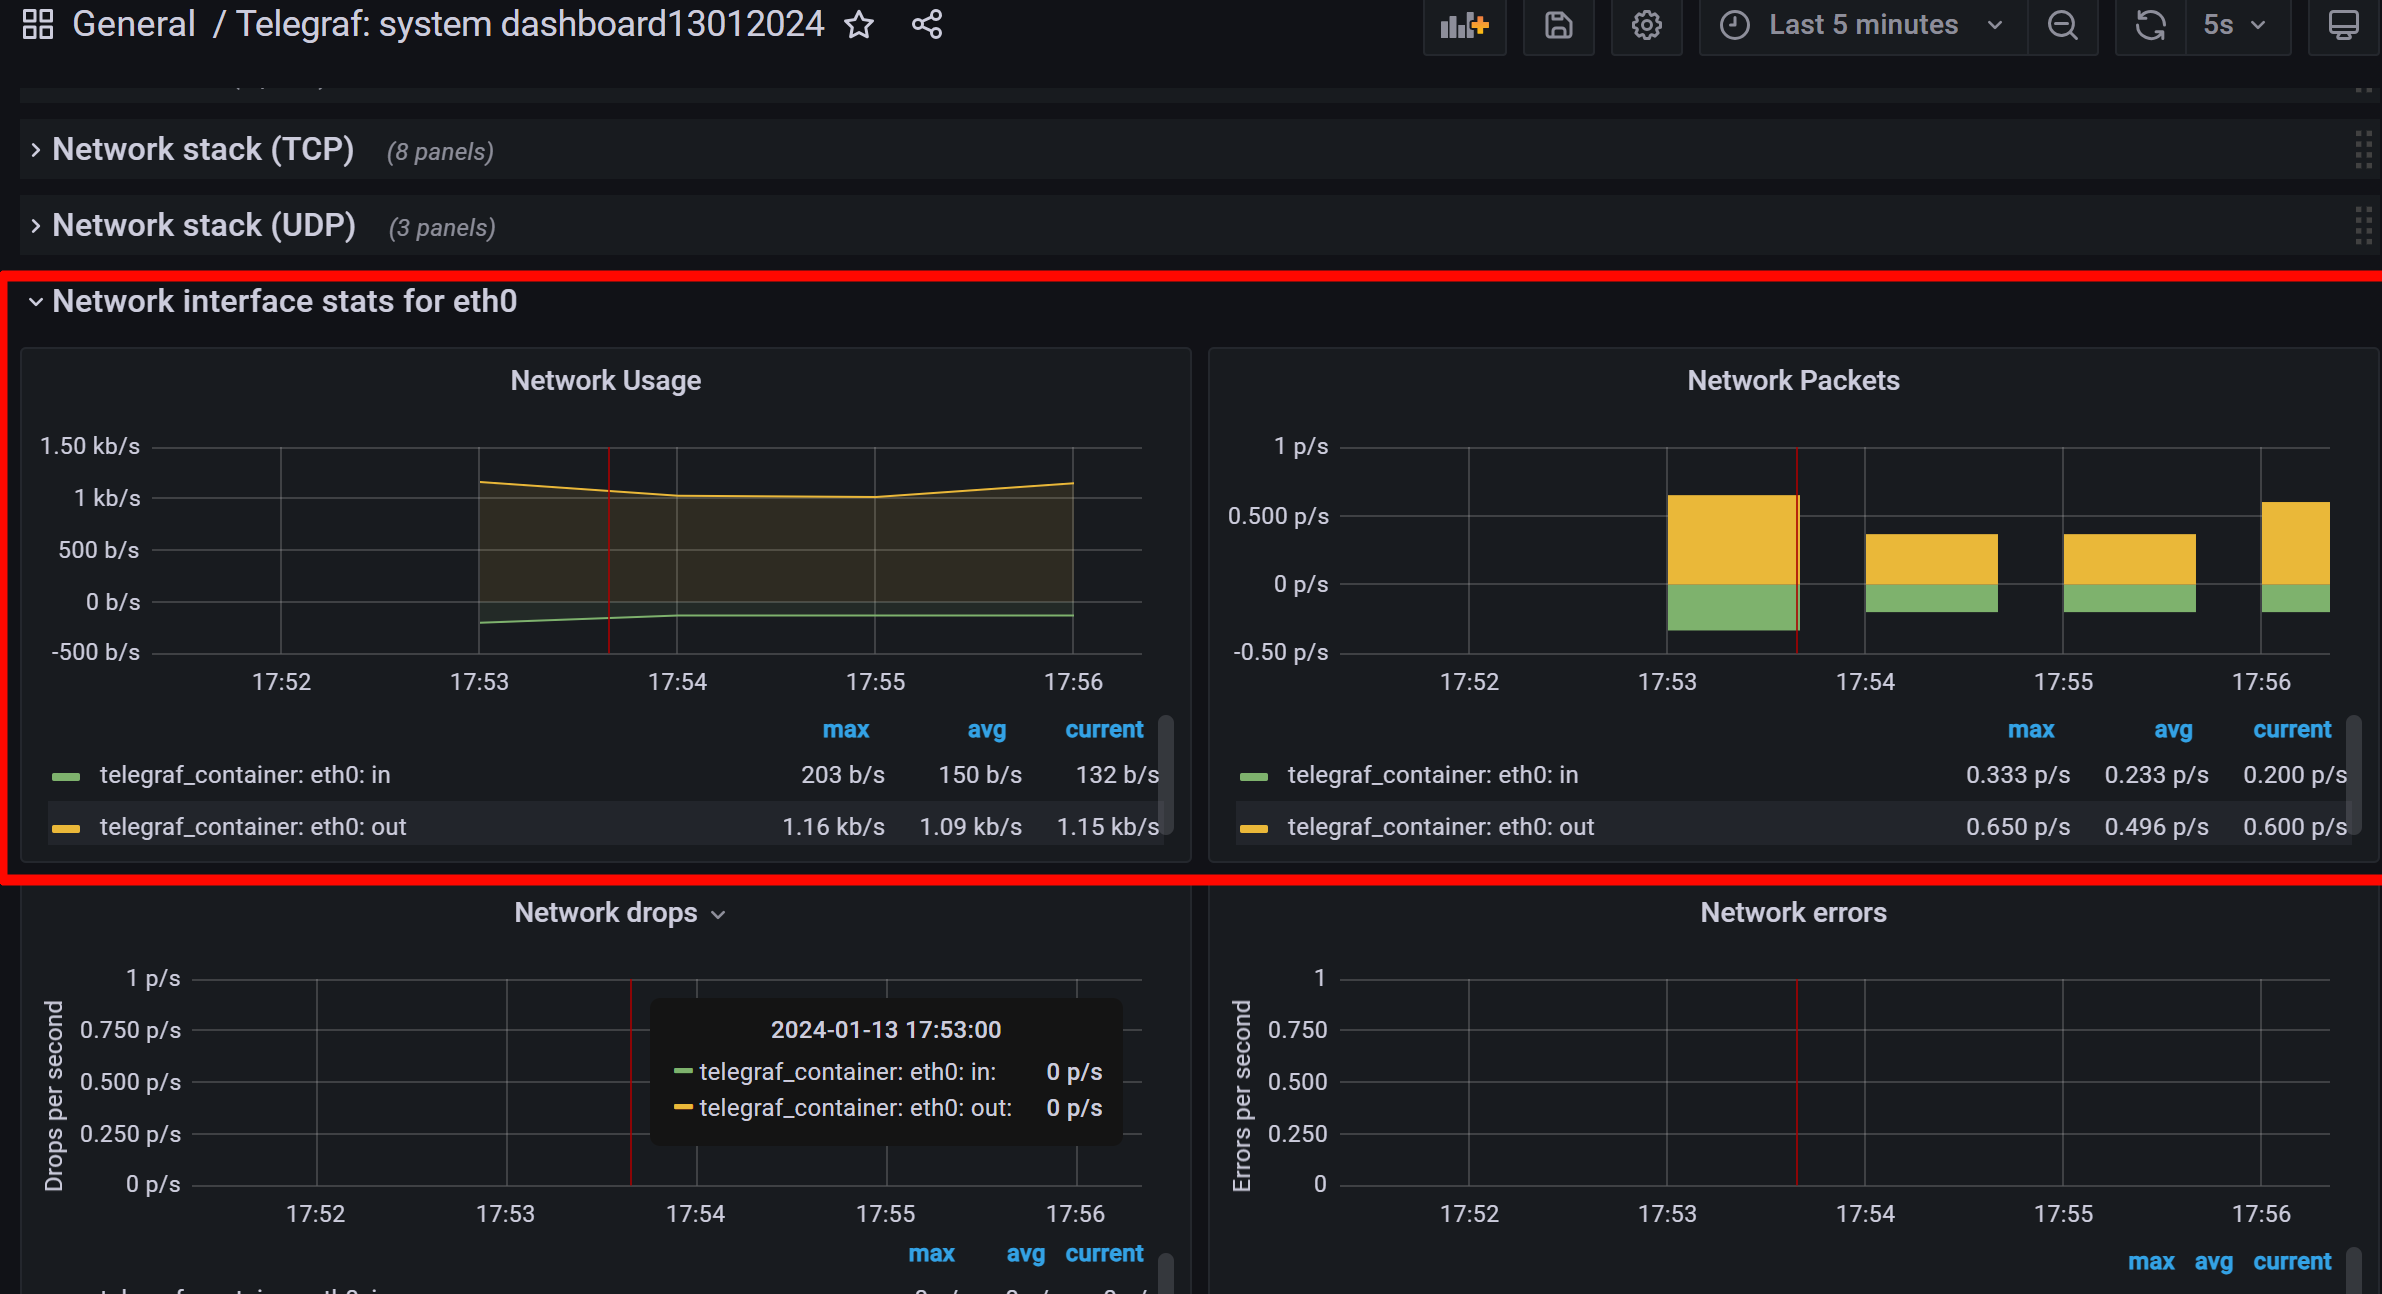 General / Telegraf: system dashboard13012024
Last 5 minutes
5s
Network stack (TCP) (8 panels)
Network stack (UDP) (3 panels)
Network interface stats for eth0
Network Usage
1.50 kb/s
1 kb/s
500 b/s
0 b/s
-500 b/s
17:52 17:53 17:54 17:55 17:56
max avg current
telegraf_container: eth0: in 203 b/s 150 b/s 132 b/s
telegraf_container: eth0: out 1.16 kb/s 1.09 kb/s 1.15 kb/s
Network Packets
1 p/s
0.500 p/s
0 p/s
-0.50 p/s
17:52 17:53 17:54 17:55 17:56
max avg current
telegraf_container: eth0: in 0.333 p/s 0.233 p/s 0.200 p/s
telegraf_container: eth0: out 0.650 p/s 0.496 p/s 0.600 p/s
Network drops
Drops per second
1 p/s
0.750 p/s
0.500 p/s
0.250 p/s
0 p/s
2024-01-13 17:53:00
telegraf_container: eth0: in: 0 p/s
telegraf_container: eth0: out: 0 p/s
17:52 17:53 17:54 17:55 17:56
max avg current
Network errors
Errors per second
1
0.750
0.500
0.250
0
17:52 17:53 17:54 17:55 17:56
max avg current